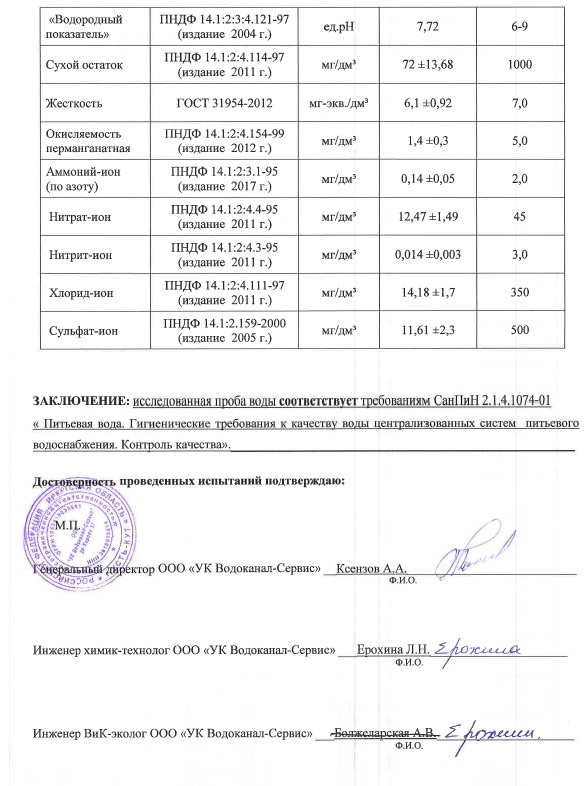 «Водородный показатель» ПНДФ 14.1:2:3:4.121-97 (издание 2004 г.) ед.pH 7,72 6-9
Сухой остаток ПНДФ 14.1:2:4.114-97 (издание 2011 г.) мг/дм³ 72 ±13,68 1000
Жесткость ГОСТ 31954-2012 мг-экв./дм³ 6,1 ±0,92 7,0
Окисляемость перманганатная ПНДФ 14.1:2:4.154-99 (издание 2012 г.) мг/дм³ 1,4 ±0,3 5,0
Аммоний-ион (по азоту) ПНДФ 14.1:2:3.1-95 (издание 2017 г.) мг/дм³ 0,14 ±0,05 2,0
Нитрат-ион ПНДФ 14.1:2:4.4-95 (издание 2011 г.) мг/дм³ 12,47 ±1,49 45
Нитрит-ион ПНДФ 14.1:2:4.3-95 (издание 2011 г.) мг/дм³ 0,014 ±0,003 3,0
Хлорид-ион ПНДФ 14.1:2:4.111-97 (издание 2011 г.) мг/дм³ 14,18 ±1,7 350
Сульфат-ион ПНДФ 14.1:2.159-2000 (издание 2005 г.) мг/дм³ 11,61 ±2,3 500
ЗАКЛЮЧЕНИЕ: исследованная проба воды соответствует требованиям СанПиН 2.1.4.1074-01
« Питьевая вода. Гигиенические требования к качеству воды централизованных систем питьевого
водоснабжения. Контроль качества».
Достоверность проведенных испытаний подтверждаю:
М.П.
Генеральный директор ООО «УК Водоканал-Сервис» Ксензов А.А.
Ф.И.О.
Инженер химик-технолог ООО «УК Водоканал-Сервис» Ерохина Л.Н. Ерохина
Ф.И.О.
Инженер ВиК-эколог ООО «УК Водоканал-Сервис» Болжеларская А.В.
Ф.И.О.
РОССИЙСКАЯ ФЕДЕРАЦИЯ ИРКУТСКАЯ ОБЛАСТЬ